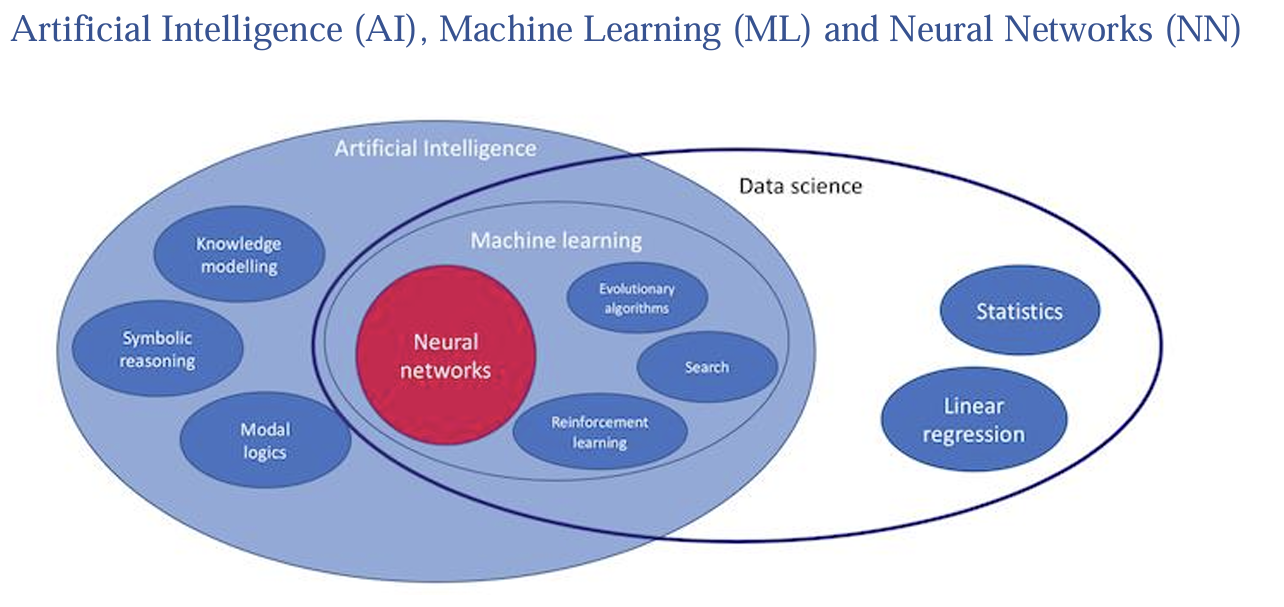 Artificial Intelligence (AI), Machine Learning (ML) and Neural Networks (NN)
Artificial Intelligence
Data science
Knowledge
modelling
Machine learning
Evolutionary
algorithms
Statistics
Symbolic
reasoning
Neural
networks
Search
Linear
regression
Modal
logics
Reinforcement
learning